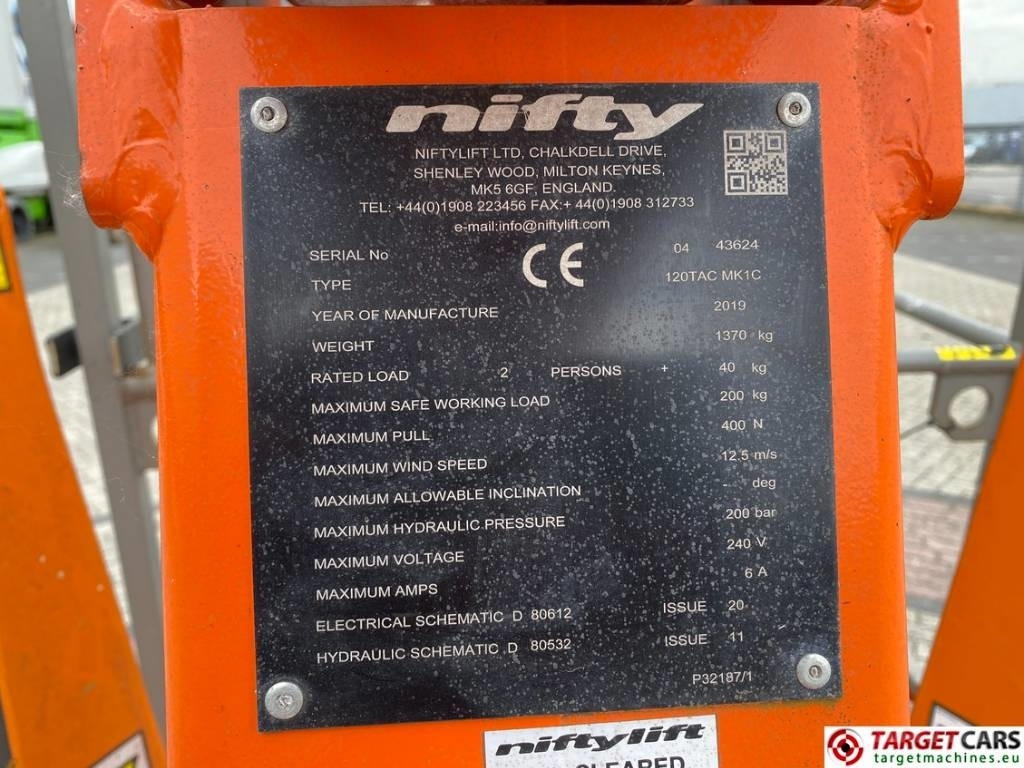 nifty
NIFTYLIFT LTD, CHALKDELL DRIVE,
SHENLEY WOOD, MILTON KEYNES,
MK5 6GF, ENGLAND.
TEL: +44(0)1908 223456 FAX:+ 44(0)1908 312733
e-mail:info@niftylift.com
SERIAL No CE 04 43624
TYPE 120TAC MK1C
YEAR OF MANUFACTURE 2019
WEIGHT 1370 kg
RATED LOAD 2 PERSONS + 40 kg
MAXIMUM SAFE WORKING LOAD 200 kg
MAXIMUM PULL 400 N
MAXIMUM WIND SPEED 12.5 m/s
MAXIMUM ALLOWABLE INCLINATION - deg
MAXIMUM HYDRAULIC PRESSURE 200 bar
MAXIMUM VOLTAGE 240 V
MAXIMUM AMPS 6 A
ELECTRICAL SCHEMATIC D 80612 ISSUE 20
HYDRAULIC SCHEMATIC D 80532 ISSUE 11
P32187/1
niftylift
CLEARED
TARGETCARS
targetmachines.eu